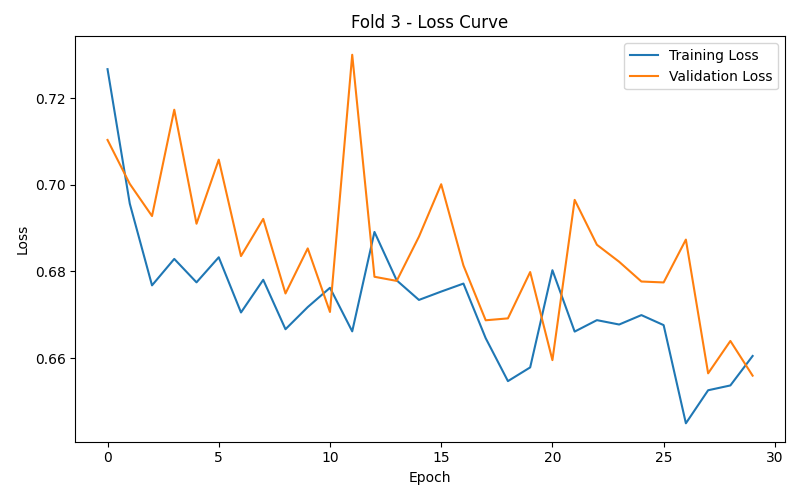 Fold 3 - Loss Curve
Training Loss
Validation Loss
0.72
0.70
0.68
0.66
Loss
0
5
10
15
20
25
30
Epoch